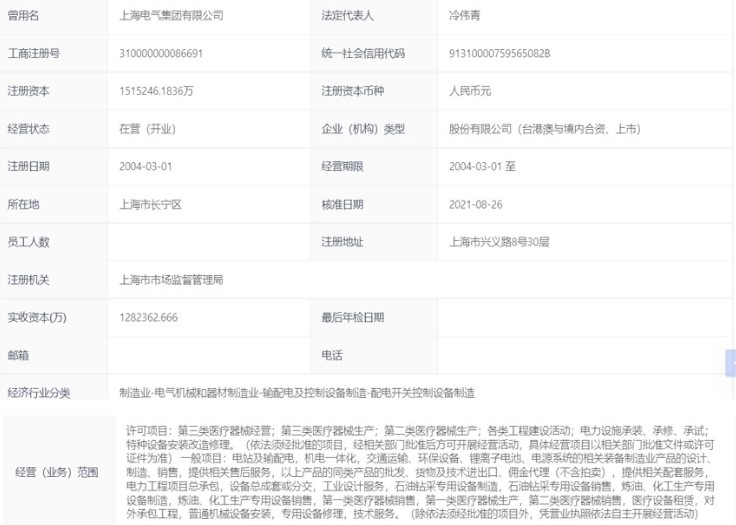 曾用名 上海电气集团有限公司 法定代表人 冷伟青
工商注册号 310000000086691 统一社会信用代码 91310000759565082B
注册资本 1515246.1836万 注册资本币种 人民币元
经营状态 在营（开业） 企业（机构）类型 股份有限公司（台港澳与境内合资、上市）
注册日期 2004-03-01 经营期限 2004-03-01 至
所在地 上海市长宁区 核准日期 2021-08-26
员工人数 注册地址 上海市兴义路8号30层
注册机关 上海市市场监督管理局
实收资本(万) 1282362.666 最后年检日期
邮箱 电话
经济行业分类 制造业-电气机械和器材制造业-输配电及控制设备制造-配电开关控制设备制造
经营（业务）范围
许可项目：第三类医疗器械经营；第三类医疗器械生产；第二类医疗器械生产；各类工程建设活动；电力设施承装、承修、承试；
特种设备安装改造修理。（依法须经批准的项目，经相关部门批准后方可开展经营活动，具体经营项目以相关部门批准文件或许可
证件为准） 一般项目：电站及输配电，机电一体化，交通运输、环保设备、锂离子电池、电源系统的相关装备制造业产品的设计、
制造、销售，提供相关售后服务，以上产品的同类产品的批发、货物及技术进出口、佣金代理（不含拍卖），提供相关配套服务，
电力工程项目总承包，设备总成套或分交，工业设计服务，石油钻采专用设备制造，石油钻采专用设备销售，炼油、化工生产专用
设备制造，炼油、化工生产专用设备销售，第一类医疗器械销售，第一类医疗器械生产，第二类医疗器械销售，医疗设备租赁，对
外承包工程，普通机械设备安装，专用设备修理，技术服务。（除依法须经批准的项目外，凭营业执照依法自主开展经营活动）